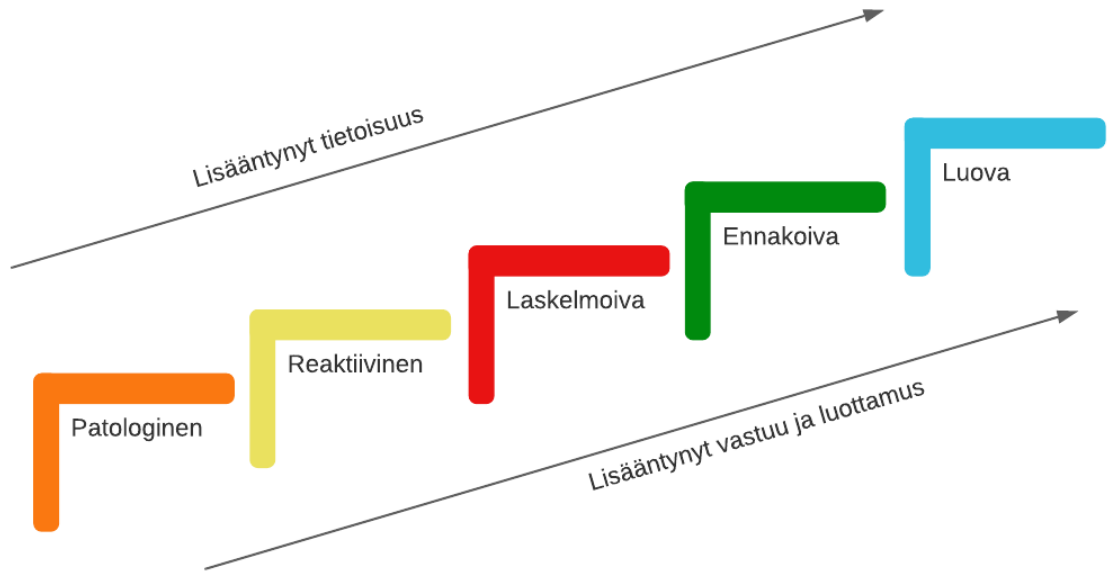 Lisääntynyt tietoisuus
Luova
Ennakoiva
Laskelmoiva
Reaktiivinen
Patologinen
Lisääntynyt vastuu ja luottamus